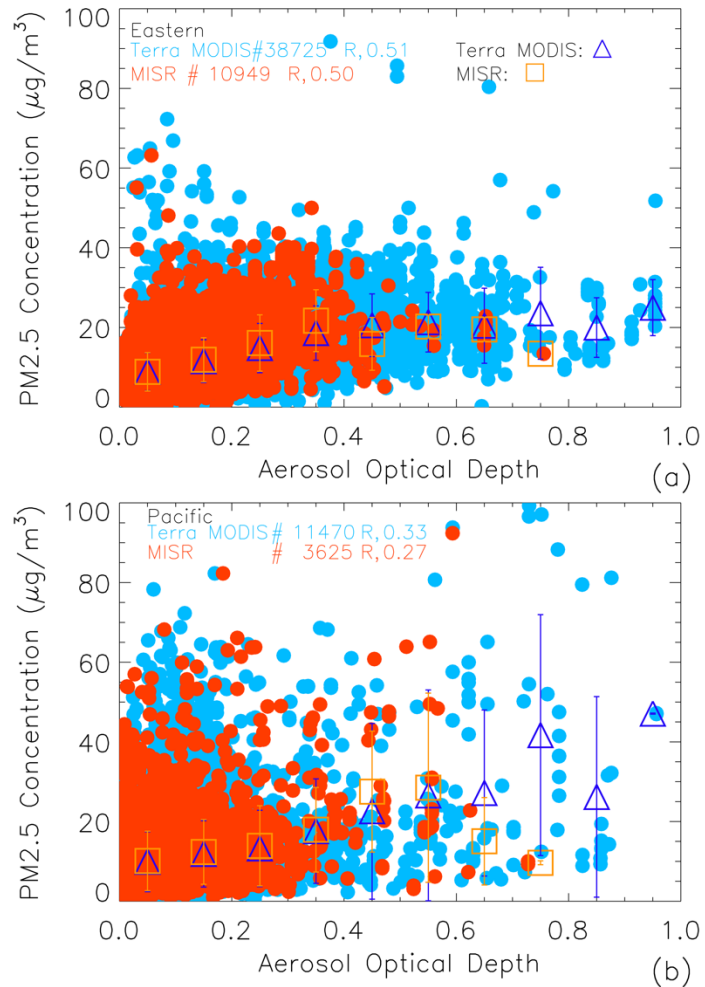 Eastern
Terra MODIS#38725 R,0.51
MISR # 10949 R,0.50
Terra MODIS:
MISR:
PM2.5 Concentration (μg/m³)
100
80
60
40
20
0
0.0 0.2 0.4 0.6 0.8 1.0
Aerosol Optical Depth
(a)
Pacific
Terra MODIS# 11470 R,0.33
MISR # 3625 R,0.27
PM2.5 Concentration (μg/m³)
100
80
60
40
20
0
0.0 0.2 0.4 0.6 0.8 1.0
Aerosol Optical Depth
(b)